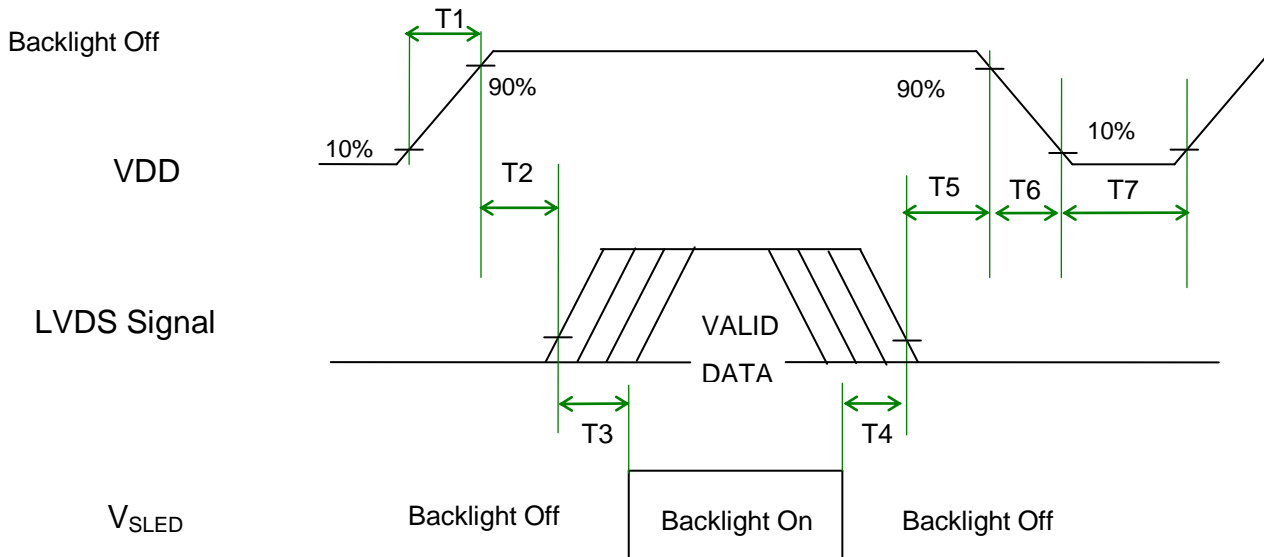 T1
Backlight Off
90%
90%
10%
10%
VDD
T2
T5
T6
T7
LVDS Signal
VALID
DATA
T3
T4
VSLED
Backlight Off
Backlight On
Backlight Off